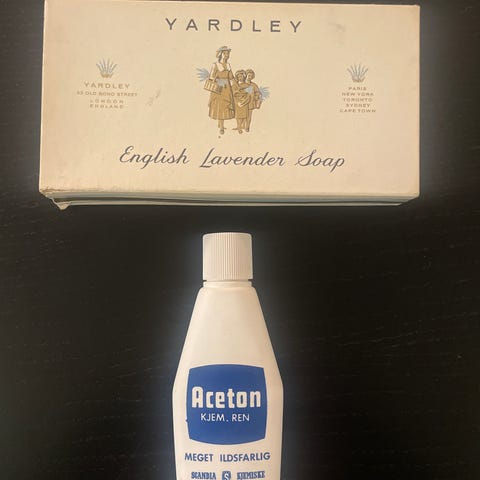 YARDLEY
YARDLEY
33 OLD BOND STREET
LONDON
ENGLAND
PARIS
NEW YORK
TORONTO
SYDNEY
CAPE TOWN
English Lavender Soap
Aceton
KJEM. REN
MEGET ILDSFARLIG
SCANDIA S KJEMISKE